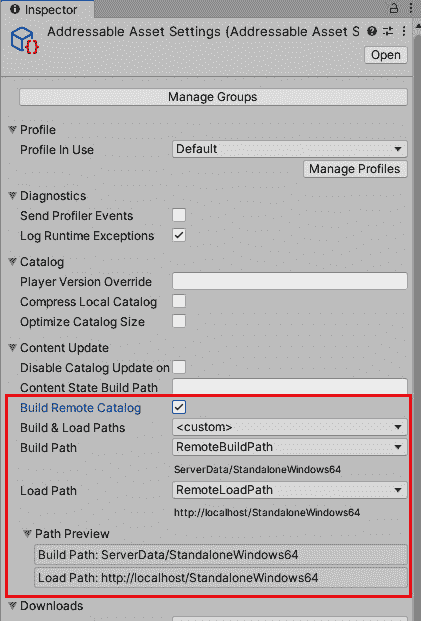 Inspector
Addressable Asset Settings (Addressable Asset S
Open
Manage Groups
Profile
Profile In Use Default
Manage Profiles
Diagnostics
Send Profiler Events
Log Runtime Exceptions
Catalog
Player Version Override
Compress Local Catalog
Optimize Catalog Size
Content Update
Disable Catalog Update on
Content State Build Path
Build Remote Catalog
Build & Load Paths <custom>
Build Path RemoteBuildPath
ServerData/StandaloneWindows64
Load Path RemoteLoadPath
http://localhost/StandaloneWindows64
Path Preview
Build Path: ServerData/StandaloneWindows64
Load Path: http://localhost/StandaloneWindows64
Downloads